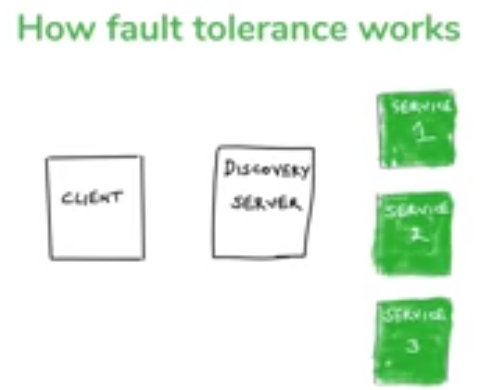 How fault tolerance works
CLIENT
DISCOVERY
SERVER
SERVICE
1
SERVICE
2
SERVICE
3